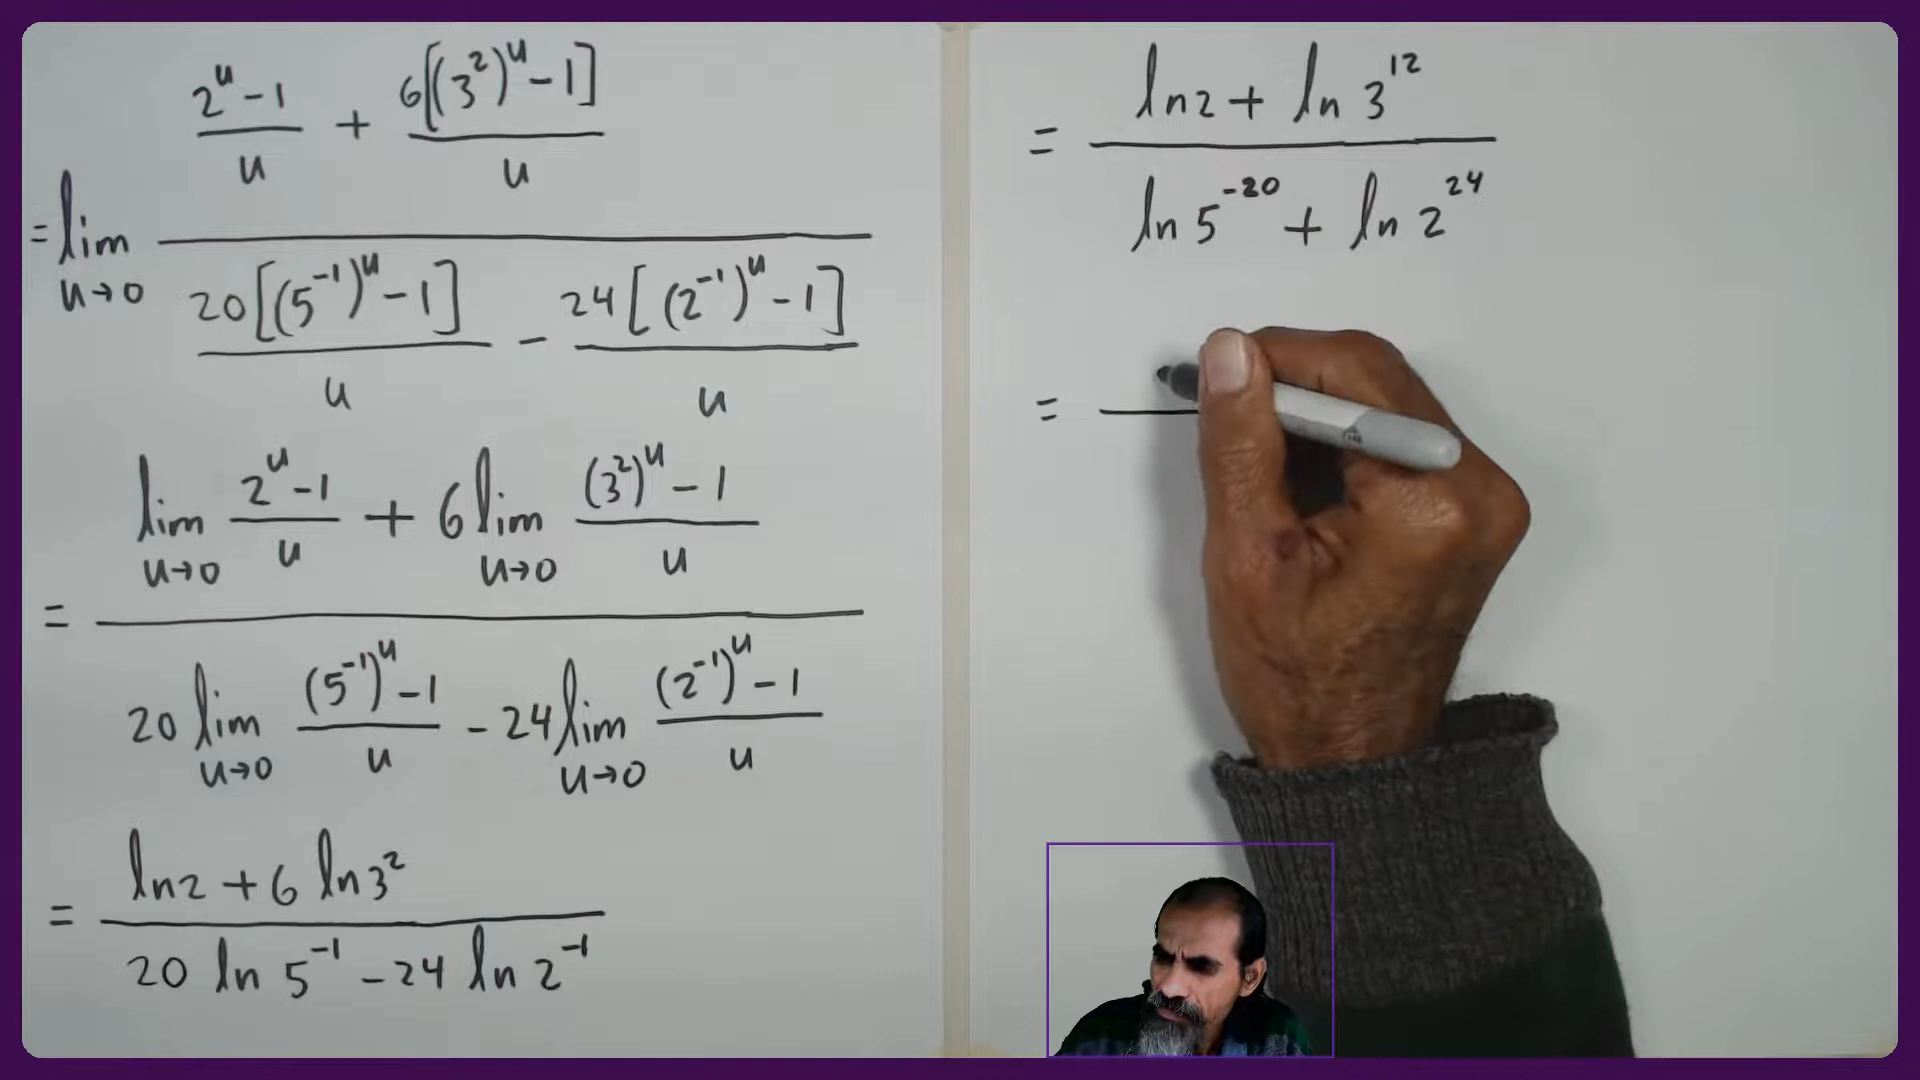 2^u - 1 / u + 6[(3^2)^u - 1] / u
= lim u→0
20[(5^-1)^u - 1] / u - 24[(2^-1)^u - 1] / u
lim u→0 2^u - 1 / u + 6 lim u→0 (3^2)^u - 1 / u
=
20 lim u→0 (5^-1)^u - 1 / u - 24 lim u→0 (2^-1)^u - 1 / u
ln2 + 6 ln3^2
=
20 ln 5^-1 - 24 ln 2^-1
ln2 + ln 3^12
=
ln 5^-20 + ln 2^24
=